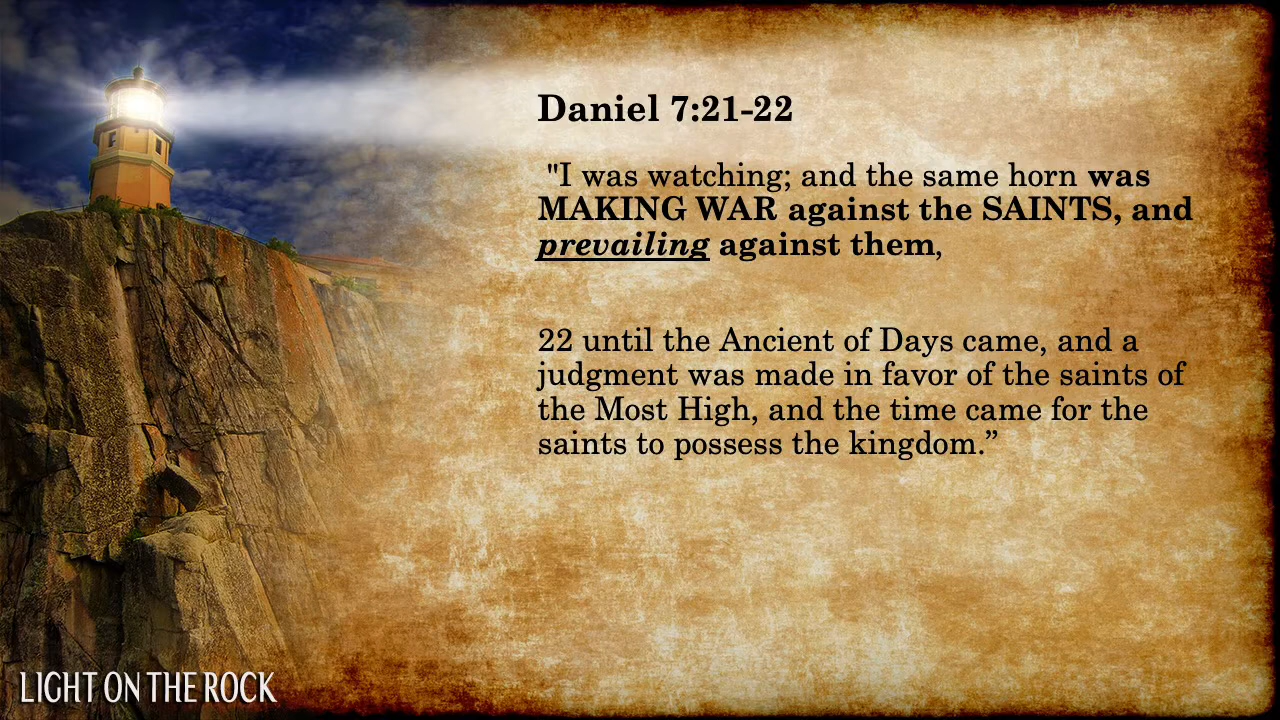 Daniel 7:21-22
"I was watching; and the same horn was
MAKING WAR against the SAINTS, and
prevailing against them,
22 until the Ancient of Days came, and a
judgment was made in favor of the saints of
the Most High, and the time came for the
saints to possess the kingdom.”
LIGHT ON THE ROCK